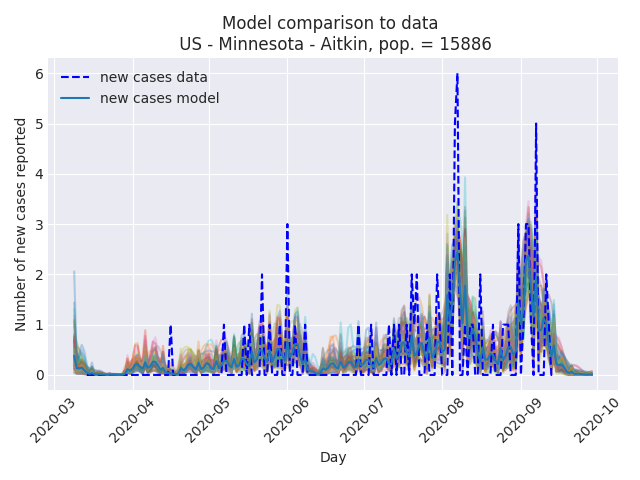 Model comparison to data
US - Minnesota - Aitkin, pop. = 15886
new cases data
new cases model
Number of new cases reported
6
5
4
3
2
1
0
2020-03
2020-04
2020-05
2020-06
2020-07
2020-08
2020-09
2020-10
Day